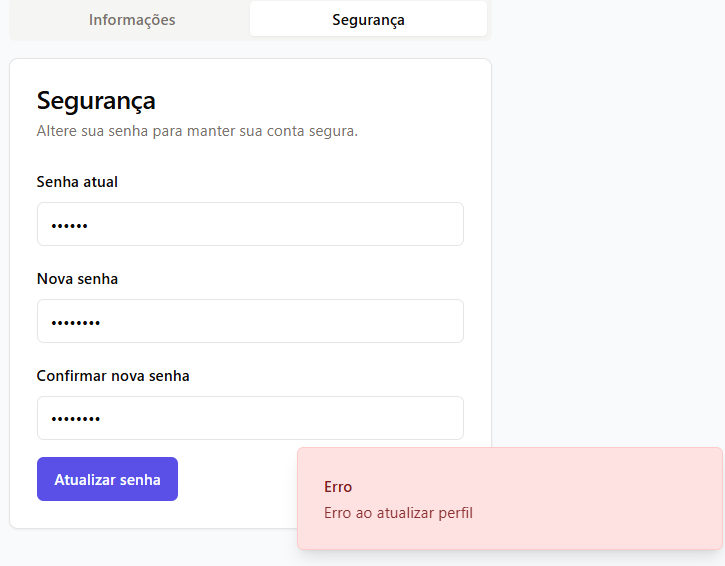 Informações
Segurança
Segurança
Altere sua senha para manter sua conta segura.
Senha atual
••••••
Nova senha
••••••••
Confirmar nova senha
••••••••
Atualizar senha
Erro
Erro ao atualizar perfil